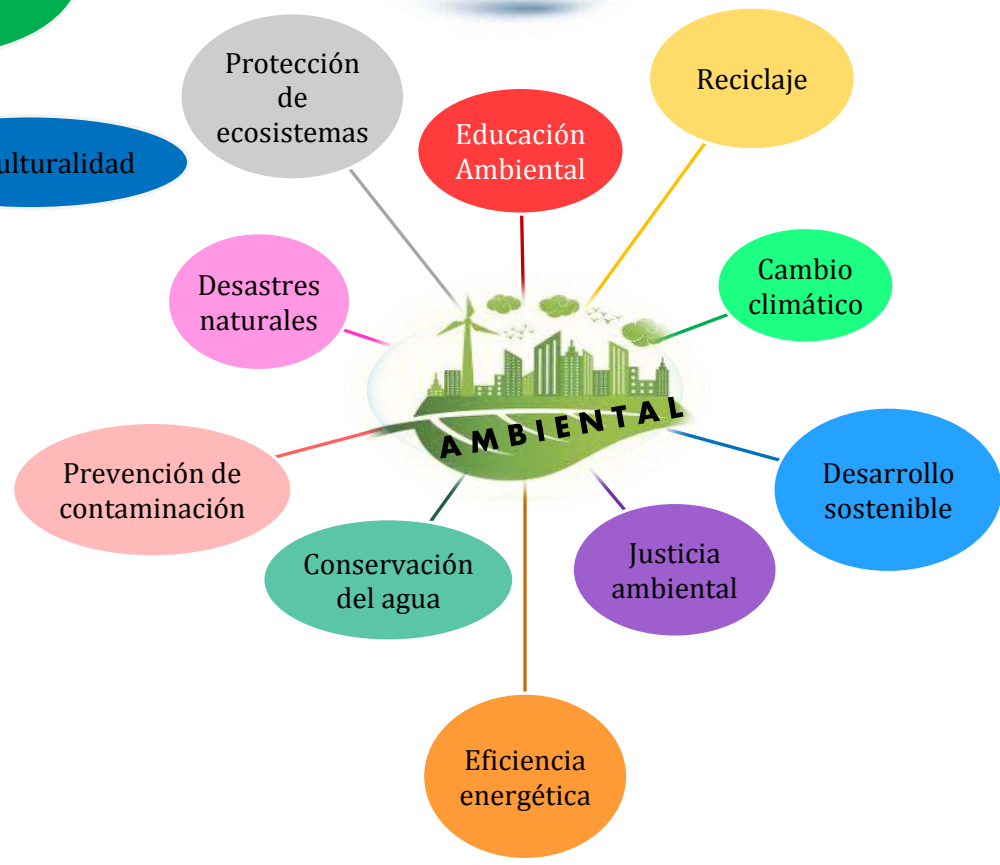 Protección
de
ecosistemas
Educación
Ambiental
Reciclaje
ulturalidad
Desastres
naturales
Cambio
climático
AMBIENTAL
Prevención de
contaminación
Desarrollo
sostenible
Conservación
del agua
Justicia
ambiental
Eficiencia
energética